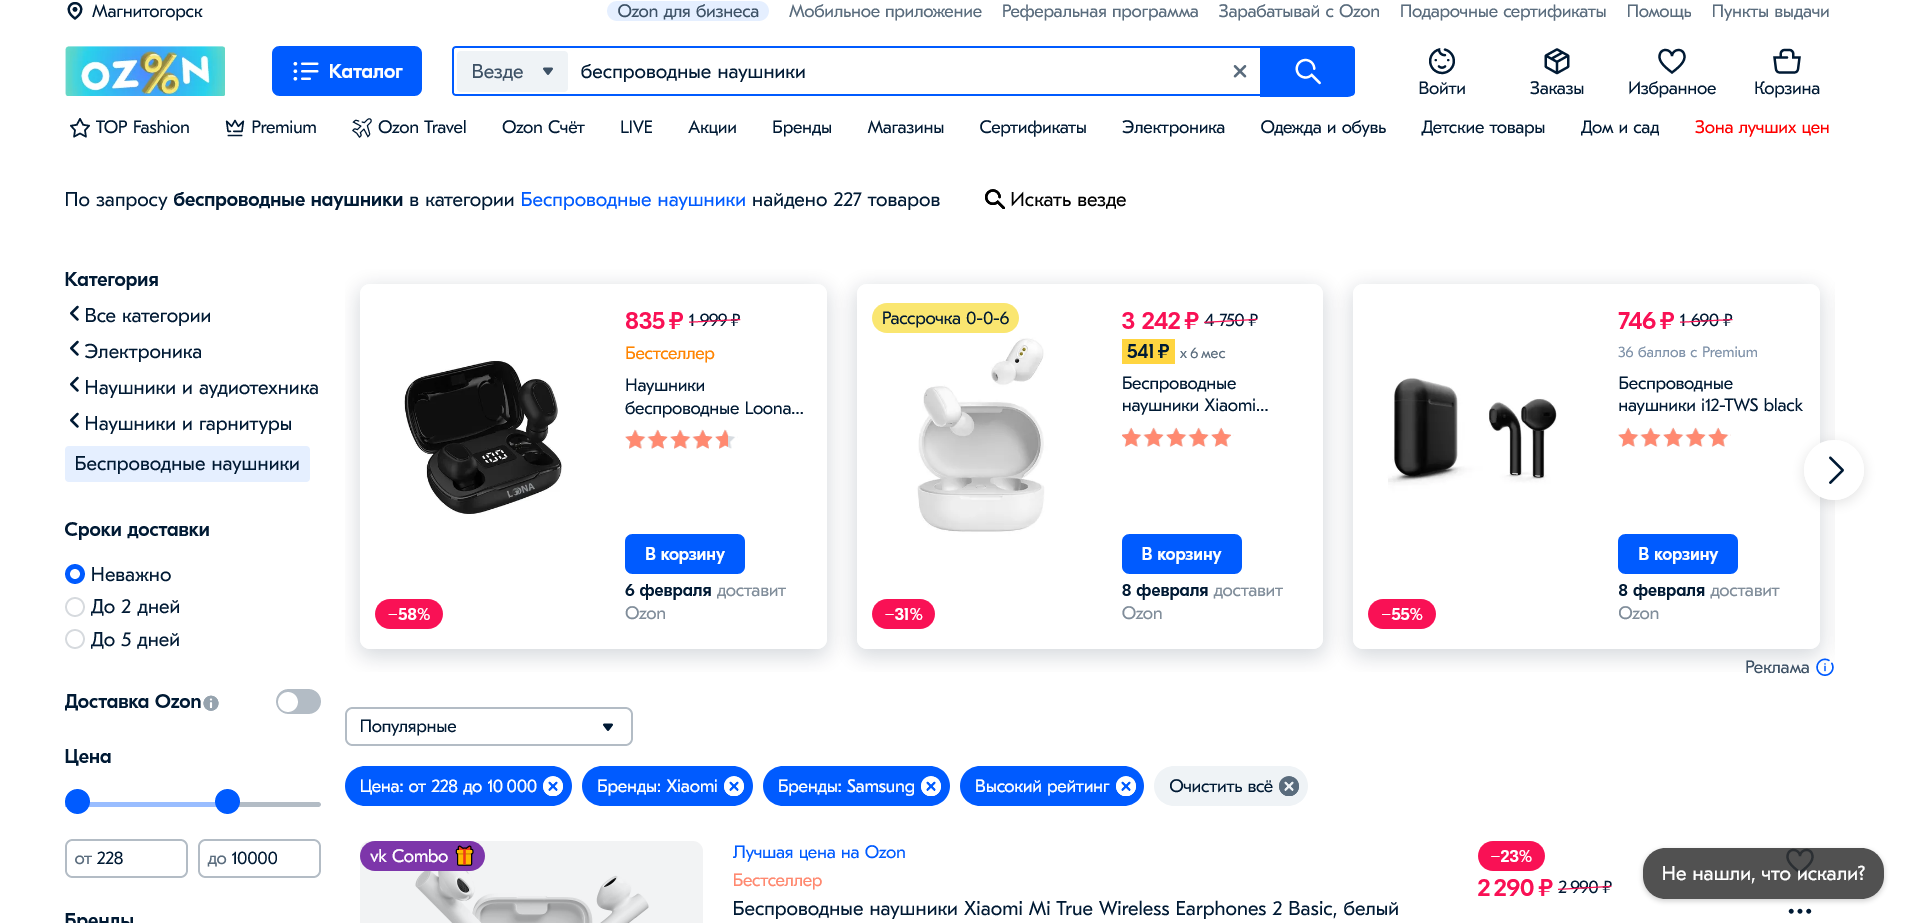 Магнитогорск
Ozon для бизнеса Мобильное приложение Реферальная программа Зарабатывай с Ozon Подарочные сертификаты Помощь Пункты выдачи
OZ%N Каталог Везде беспроводные наушники
Войти Заказы Избранное Корзина
TOP Fashion Premium Ozon Travel Ozon Счёт LIVE Акции Бренды Магазины Сертификаты Электроника Одежда и обувь Детские товары Дом и сад Зона лучших цен
По запросу беспроводные наушники в категории Беспроводные наушники найдено 227 товаров Искать везде
Категория
Все категории
Электроника
Наушники и аудиотехника
Наушники и гарнитуры
Беспроводные наушники
Сроки доставки
Неважно
До 2 дней
До 5 дней
Доставка Ozon
Цена
от 228 до 10000
Бренды
835 ₽ 1 999 ₽
Бестселлер
Наушники
беспроводные Loona...
LOONA
В корзину
6 февраля доставит
Ozon
–58%
Рассрочка 0-0-6
3 242 ₽ 4 750 ₽
541 ₽ x 6 мес
Беспроводные
наушники Xiaomi...
В корзину
8 февраля доставит
Ozon
–31%
746 ₽ 1 690 ₽
36 баллов с Premium
Беспроводные
наушники i12-TWS black
В корзину
8 февраля доставит
Ozon
–55%
Реклама
Популярные
Цена: от 228 до 10 000 Бренды: Xiaomi Бренды: Samsung Высокий рейтинг Очистить всё
vk Combo
Лучшая цена на Ozon
Бестселлер
Беспроводные наушники Xiaomi Mi True Wireless Earphones 2 Basic, белый
–23%
2 290 ₽ 2 990 ₽
Не нашли, что искали?